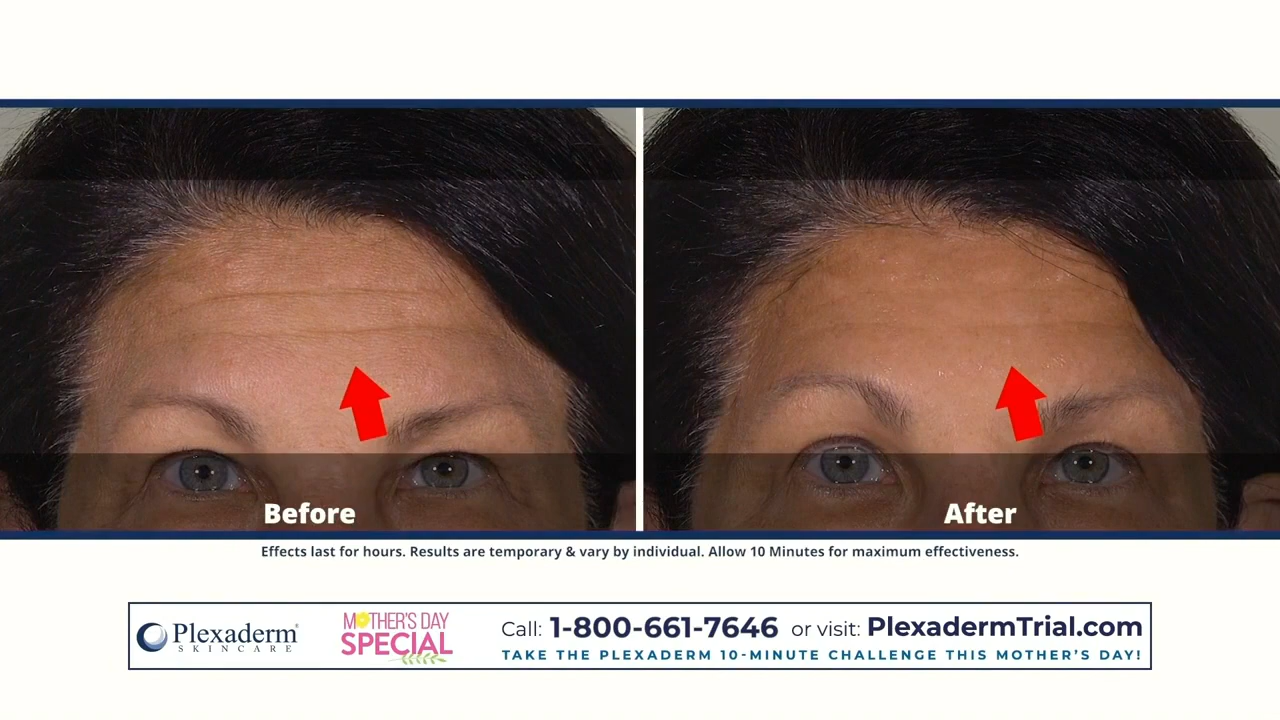 Before
After
Effects last for hours. Results are temporary & vary by individual. Allow 10 Minutes for maximum effectiveness.
Plexaderm®
SKINCARE
MOTHER'S DAY
SPECIAL
Call: 1-800-661-7646 or visit: PlexadermTrial.com
TAKE THE PLEXADERM 10-MINUTE CHALLENGE THIS MOTHER'S DAY!